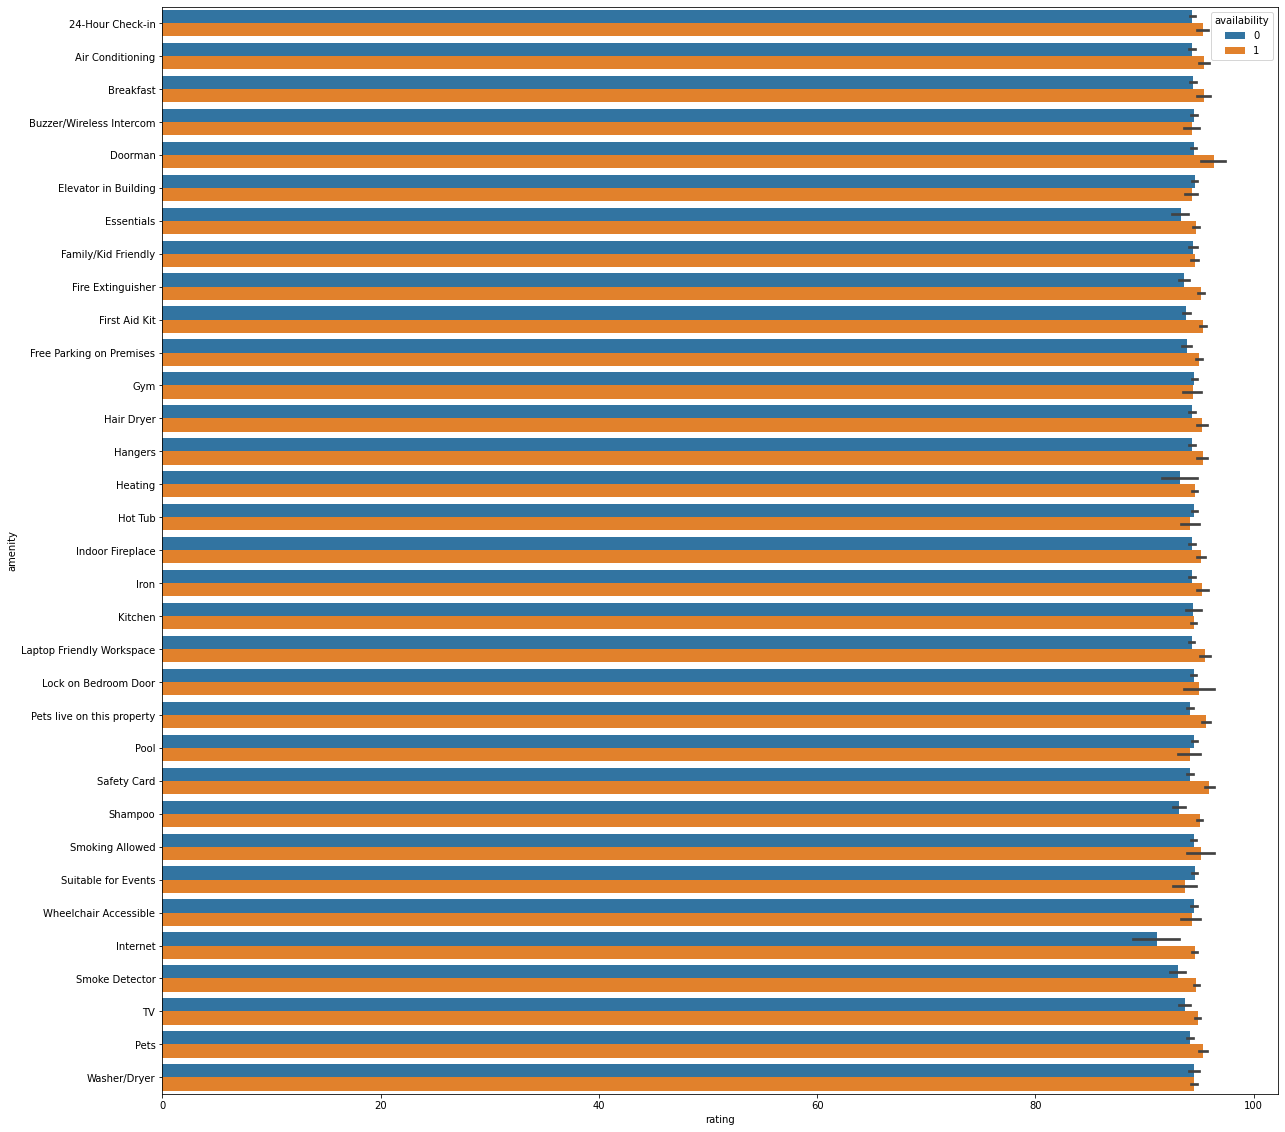 availability
0
1
24-Hour Check-in
Air Conditioning
Breakfast
Buzzer/Wireless Intercom
Doorman
Elevator in Building
Essentials
Family/Kid Friendly
Fire Extinguisher
First Aid Kit
Free Parking on Premises
Gym
Hair Dryer
Hangers
Heating
Hot Tub
Indoor Fireplace
Iron
Kitchen
Laptop Friendly Workspace
Lock on Bedroom Door
Pets live on this property
Pool
Safety Card
Shampoo
Smoking Allowed
Suitable for Events
Wheelchair Accessible
Internet
Smoke Detector
TV
Pets
Washer/Dryer
amenity
0 20 40 60 80 100
rating